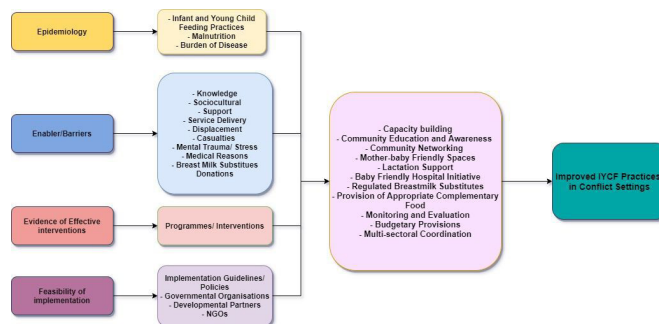 Epidemiology
- Infant and Young Child
Feeding Practices
- Malnutrition
- Burden of Disease
Enabler/Barriers
- Knowledge
- Sociocultural
- Support
- Service Delivery
- Displacement
- Casualties
- Mental Trauma/ Stress
- Medical Reasons
- Breast Milk Substitues
Donations
Evidence of Effective
interventions
Programmes/ Interventions
Feasibility of
implementation
Implementation Guidelines/
Policies
- Governmental Organisations
- Developmental Partners
- NGOs
- Capacity building
- Community Education and Awareness
- Community Networking
- Mother-baby Friendly Spaces
- Lactation Support
- Baby Friendly Hospital Initiative
- Regulated Breastmilk Substitutes
- Provision of Appropriate Complementary
Food
- Monitoring and Evaluation
- Budgetary Provisions
- Multi-sectoral Coordination
Improved IYCF Practices
in Conflict Settings